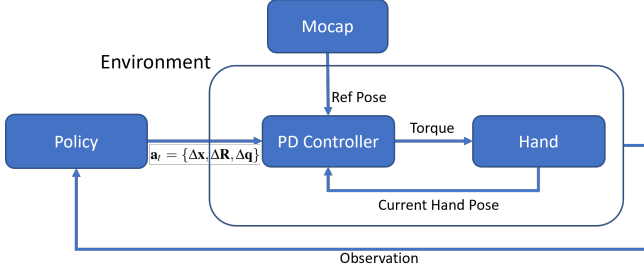 Mocap
Environment
Ref Pose
Policy
a_t = {Δx, ΔR, Δq}
PD Controller
Torque
Hand
Current Hand Pose
Observation